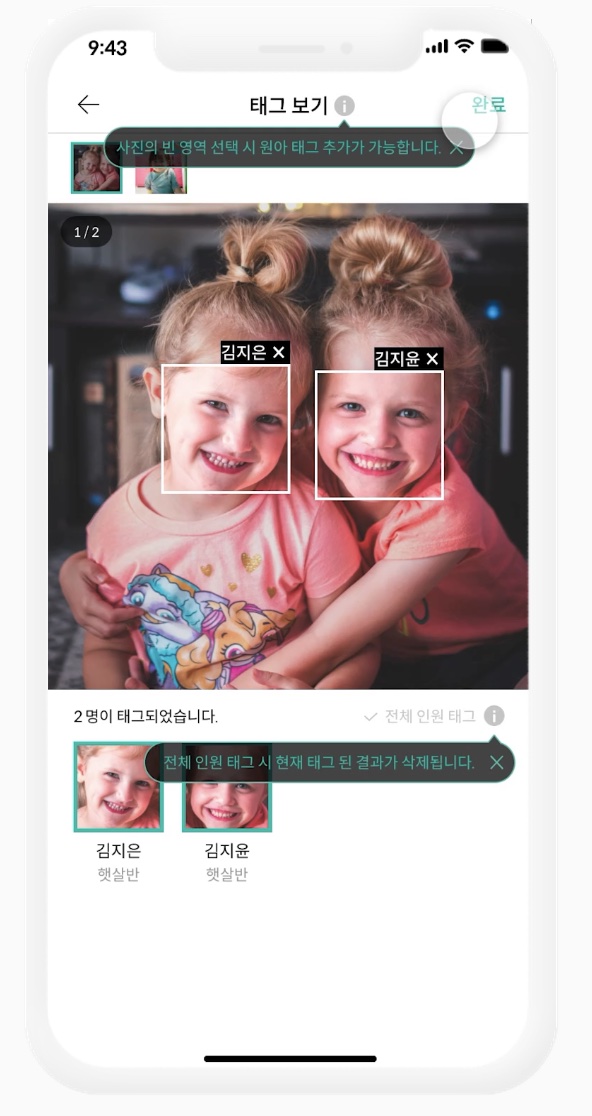 9:43
태그 보기
완료
사진의 빈 영역 선택 시 원아 태그 추가가 가능합니다.
1 / 2
김지은
김지윤
2명이 태그되었습니다.
전체 인원 태그
전체 인원 태그 시 현재 태그 된 결과가 삭제됩니다.
김지은
김지윤
햇살반
햇살반